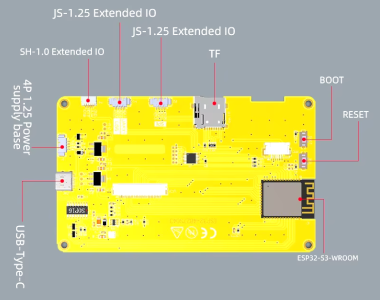 JS-1.25 Extended IO
JS-1.25 Extended IO
SH-1.0 Extended IO
TF
BOOT
RESET
4P 1.25 Power
supply base
USB-Type-C
ESP32-S3-WROOM
CE